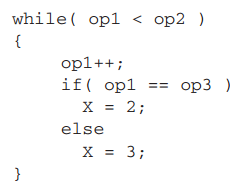 while( op1 < op2 )
{
     op1++;
     if( op1 == op3 )
       X = 2;
     else
       X = 3;
}